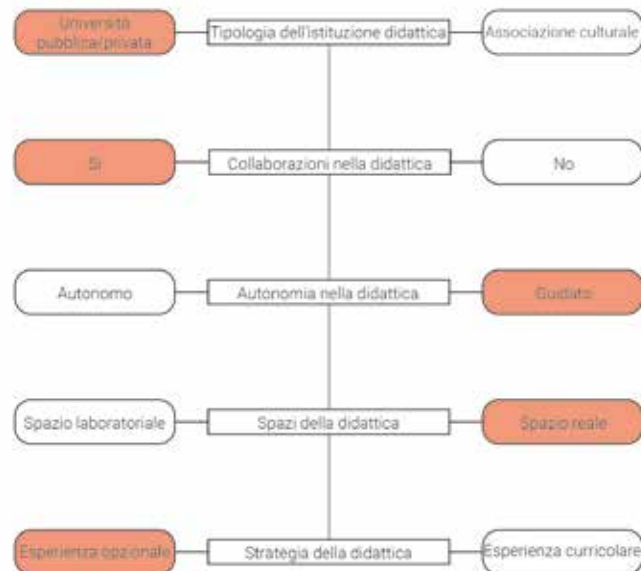 Università
pubblica/privata
Tipologia dell'istituzione didattica
Associazione culturale
Sì
Collaborazioni nella didattica
No
Autonomo
Autonomia nella didattica
Guidato
Spazio laboratoriale
Spazi della didattica
Spazio reale
Esperienza opzionale
Strategia della didattica
Esperienza curricolare